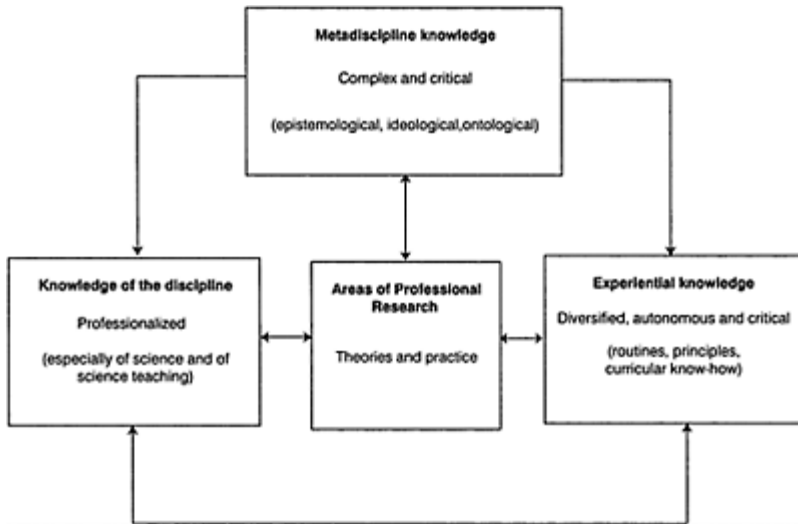 Metadiscipline knowledge
Complex and critical
(epistemological, ideological,ontological)
Knowledge of the discipline
Professionalized
(especially of science and of
science teaching)
Areas of Professional
Research
Theories and practice
Experiential knowledge
Diversified, autonomous and critical
(routines, principles,
curricular know-how)